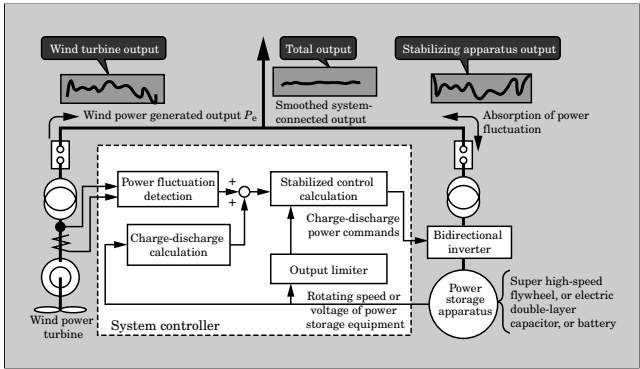 Wind turbine output
Total output
Stabilizing apparatus output
Wind power generated output Pe
Smoothed system-
connected output
Absorption of power
fluctuation
Power fluctuation
detection
+
+
Stabilized control
calculation
Charge-discharge
power commands
Charge-discharge
calculation
Bidirectional
inverter
Output limiter
Rotating speed or
voltage of power
storage equipment
Power
storage
apparatus
Super high-speed
flywheel, or electric
double-layer
capacitor, or battery
Wind power
turbine
System controller